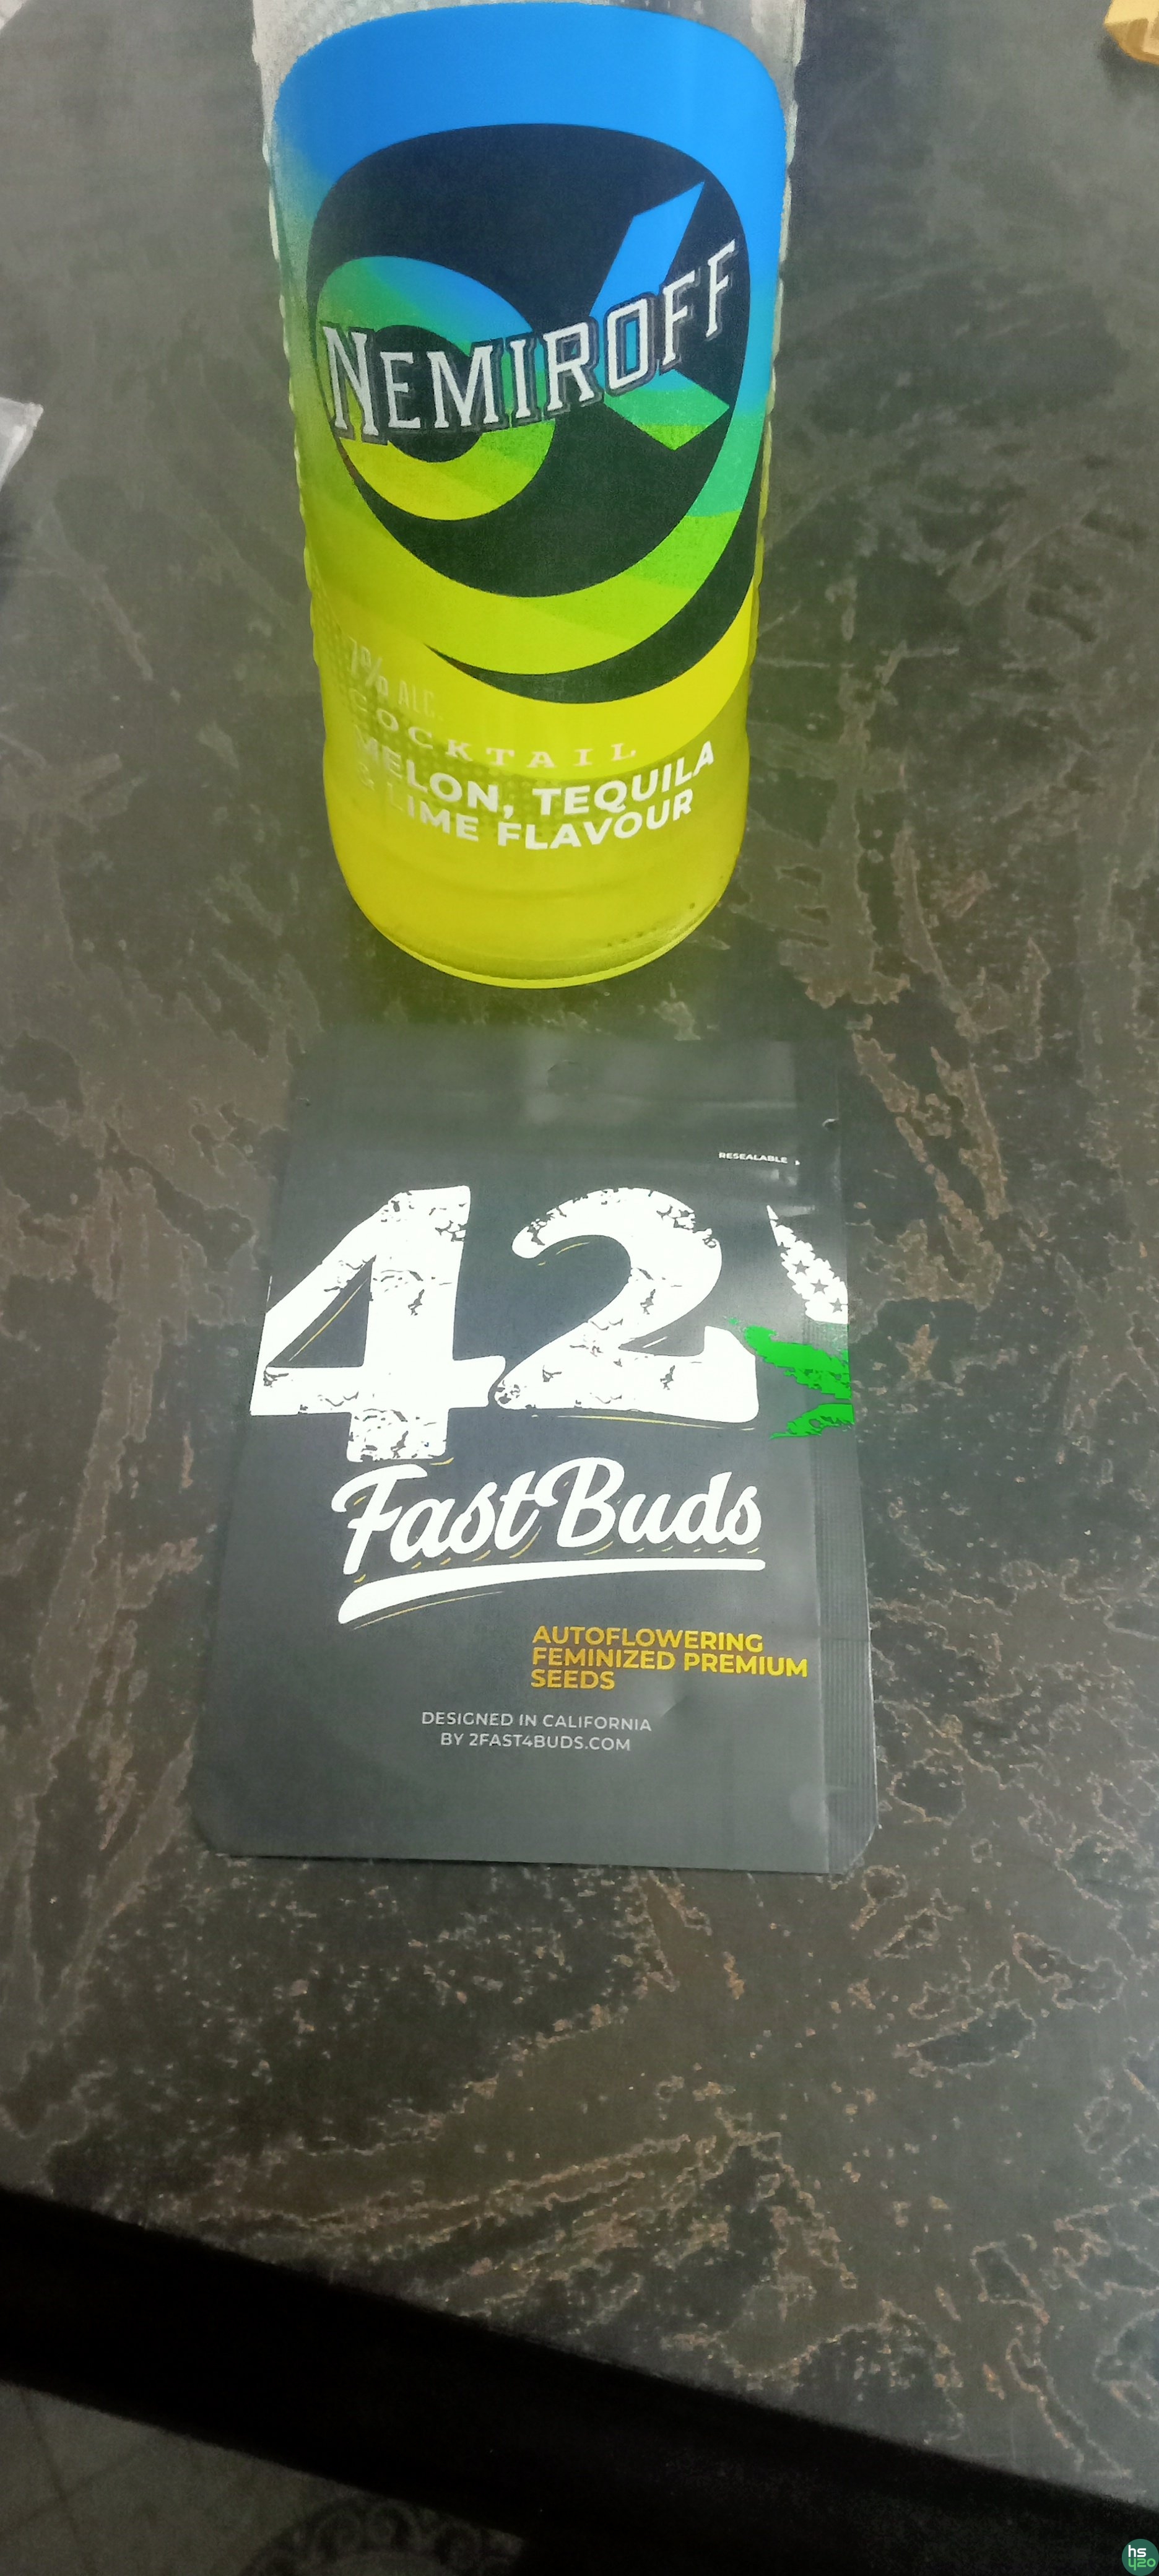 NEMIROFF
7% ALC.
COCKTAIL
MELON, TEQUILA
& LIME FLAVOUR
RESEALABLE
42
FastBuds
AUTOFLOWERING
FEMINIZED PREMIUM
SEEDS
DESIGNED IN CALIFORNIA
BY 2FAST4BUDS.COM
hs
420